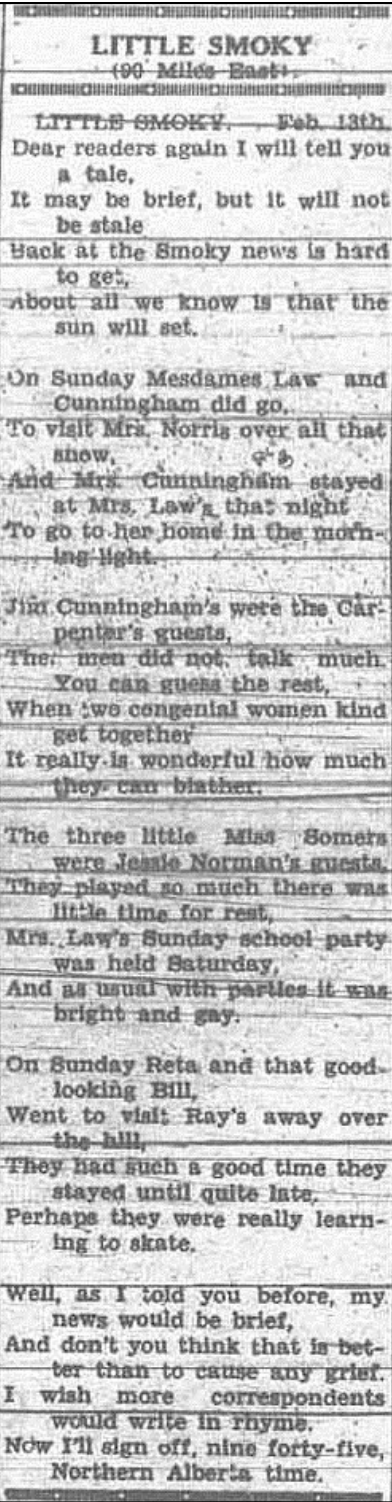 LITTLE SMOKY
(90 Miles East)
LITTLE SMOKY, Feb. 13th.
Dear readers again I will tell you
a tale,
It may be brief, but it will not
be stale
Back at the Smoky news is hard
to get,
About all we know is that the
sun will set.
On Sunday Mesdames Law and
Cunningham did go,
To visit Mrs. Norris over all that
snow,
And Mrs. Cunningham stayed
at Mrs. Law's that night
To go to her home in the morn-
ing light.
Jim Cunningham's were the Car-
penter's guests,
The men did not talk much.
You can guess the rest,
When two congenial women kind
get together
It really is wonderful how much
they can blather.
The three little Miss Somers
were Jessie Norman's guests.
They played so much there was
little time for rest,
Mrs. Law's Sunday school party
was held Saturday,
And as usual with parties it was
bright and gay.
On Sunday Reta and that good-
looking Bill,
Went to visit Ray's away over
the hill,
They had such a good time they
stayed until quite late.
Perhaps they were really learn-
ing to skate.
Well, as I told you before, my
news would be brief,
And don't you think that is bet-
ter than to cause any grief.
I wish more correspondents
would write in rhyme.
Now I'll sign off, nine forty-five,
Northern Alberta time.